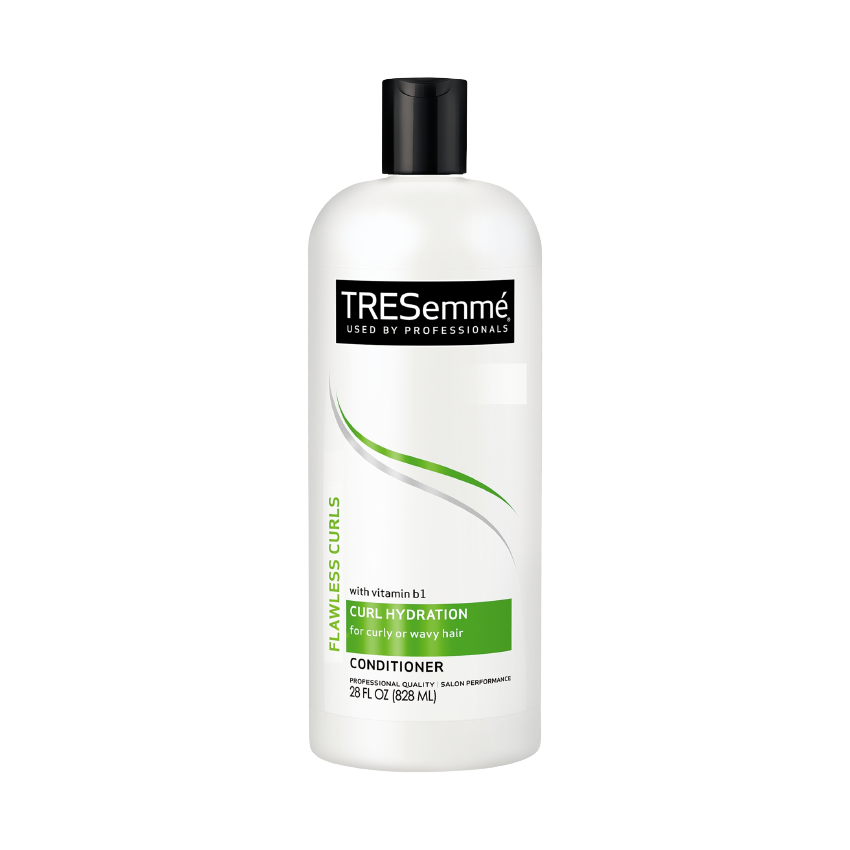 TRESemmé®
USED BY PROFESSIONALS
FLAWLESS CURLS
with vitamin b1
CURL HYDRATION
for curly or wavy hair
CONDITIONER
PROFESSIONAL QUALITY | SALON PERFORMANCE
28 FL OZ (828 ML)